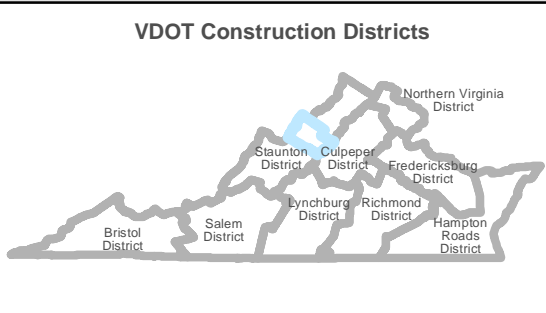 VDOT Construction Districts
Northern Virginia
District
Staunton
District
Culpeper
District
Fredericksburg
District
Lynchburg
District
Richmond
District
Salem
District
Bristol
District
Hampton
Roads
District